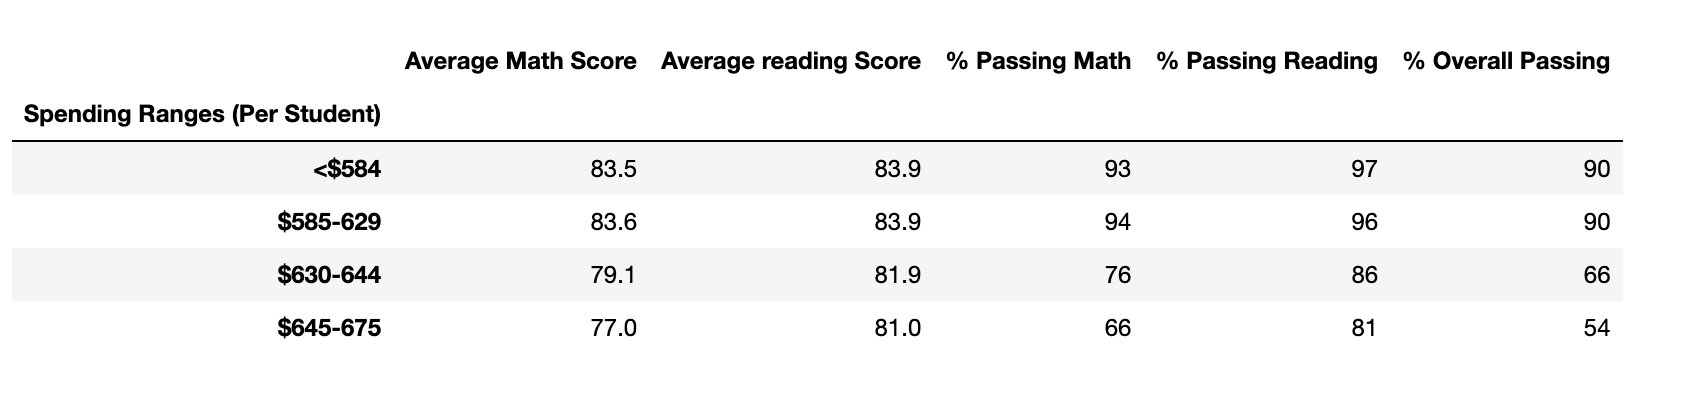 Average Math Score Average reading Score % Passing Math % Passing Reading % Overall Passing
Spending Ranges (Per Student)
<$584 83.5 83.9 93 97 90
$585-629 83.6 83.9 94 96 90
$630-644 79.1 81.9 76 86 66
$645-675 77.0 81.0 66 81 54